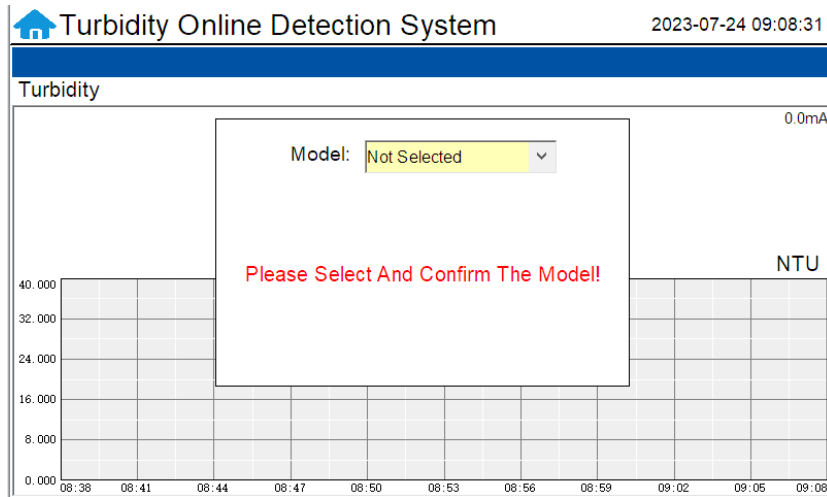 Turbidity Online Detection System 2023-07-24 09:08:31
Turbidity
0.0mA
Model: Not Selected
Please Select And Confirm The Model!
NTU
40.000
32.000
24.000
16.000
8.000
0.000
08:38 08:41 08:44 08:47 08:50 08:53 08:56 08:59 09:02 09:05 09:08